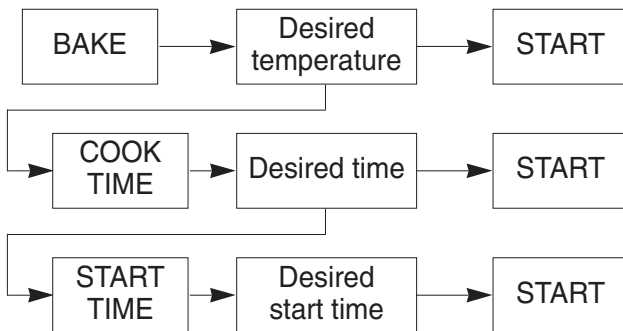 BAKE
Desired
temperature
START
COOK
TIME
Desired time
START
START
TIME
Desired
start time
START